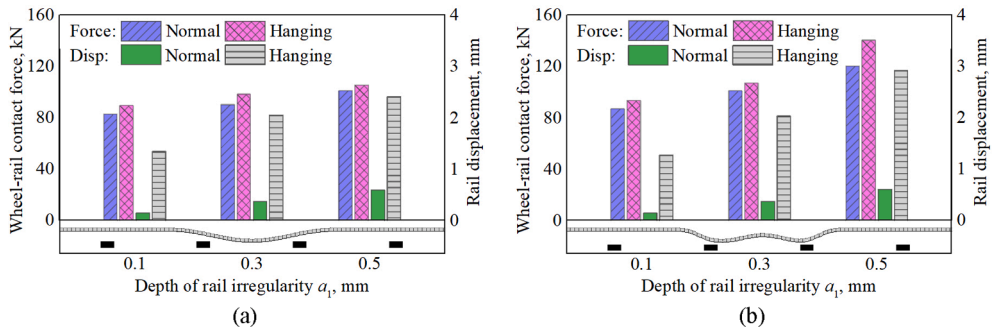 Wheel-rail contact force, kN
160
120
80
40
0
Force: Normal Hanging
Disp: Normal Hanging
4
3
2
1
0
Rail displacement, mm
0.1 0.3 0.5
Depth of rail irregularity a1, mm
(a)
Wheel-rail contact force, kN
160
120
80
40
0
Force: Normal Hanging
Disp: Normal Hanging
4
3
2
1
0
Rail displacement, mm
0.1 0.3 0.5
Depth of rail irregularity a1, mm
(b)